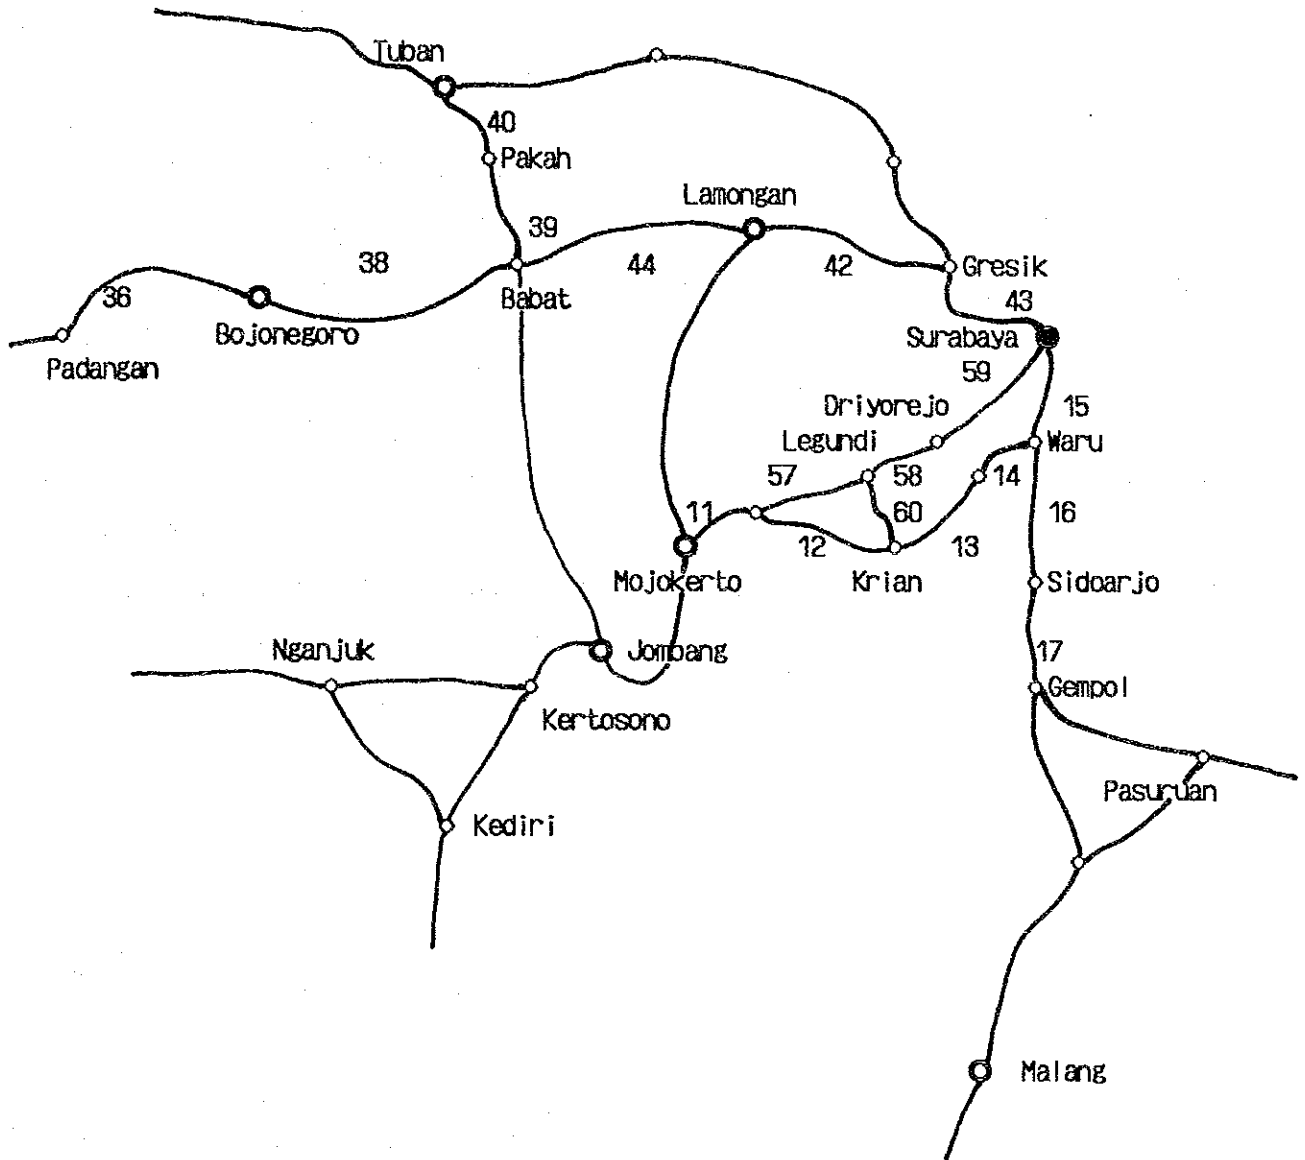 Tuban
40
Pakah
Lamongan
39
38
44
42
Gresik
36
Babat
43
Bojonegoro
Surabaya
Padangan
59
Driyorejo
15
Legundi
Waru
57
58
14
11
60
16
12
13
Mojokerto
Krian
Sidoarjo
Nganjuk
Jombang
17
Gempol
Kertosono
Pasuruan
Kediri
Malang